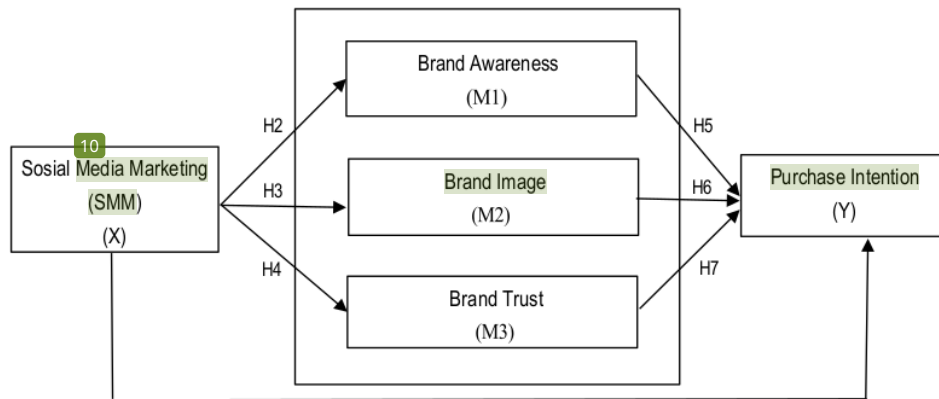 Brand Awareness
(M1)
H2
H5
10
Sosial Media Marketing
(SMM)
(X)
H3
Brand Image
(M2)
H6
Purchase Intention
(Y)
H4
H7
Brand Trust
(M3)